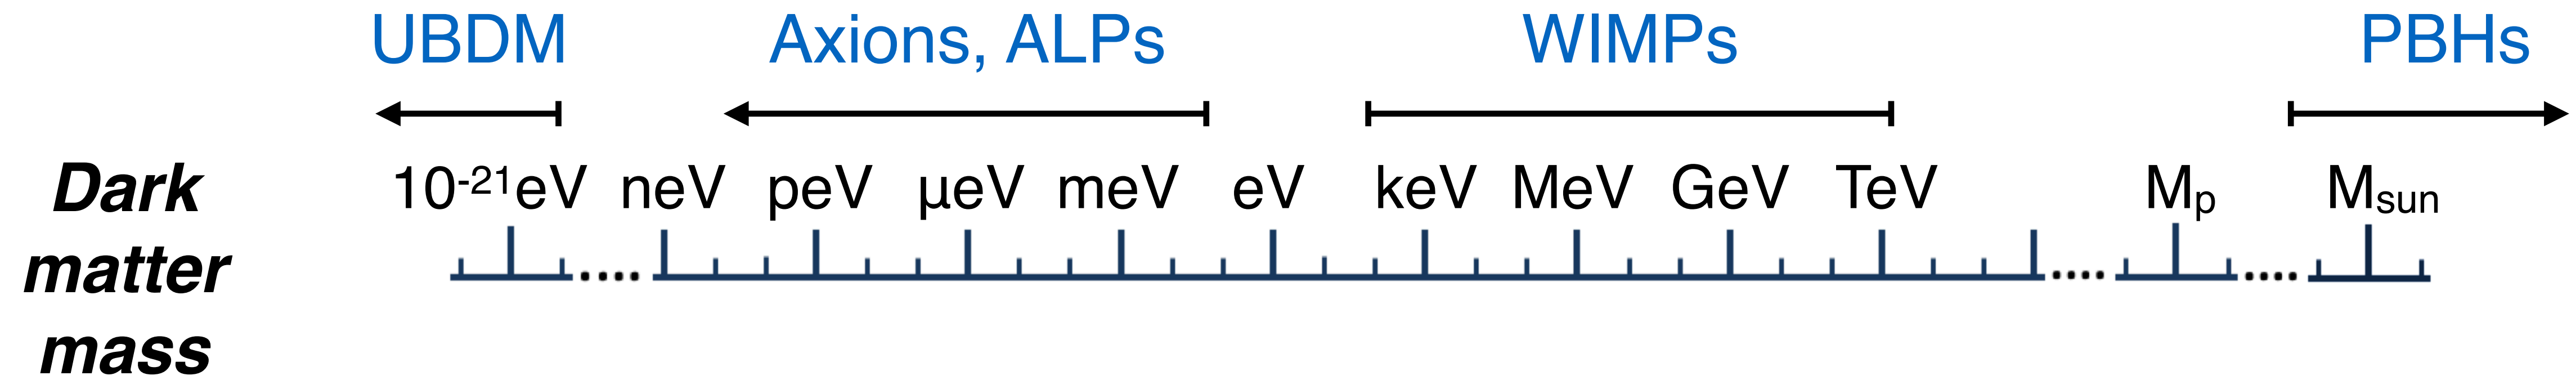 UBDM Axions, ALPs WIMPs PBHs
10⁻²¹eV neV peV µeV meV eV keV MeV GeV TeV Mₚ Mₛᵤₙ
Dark
matter
mass